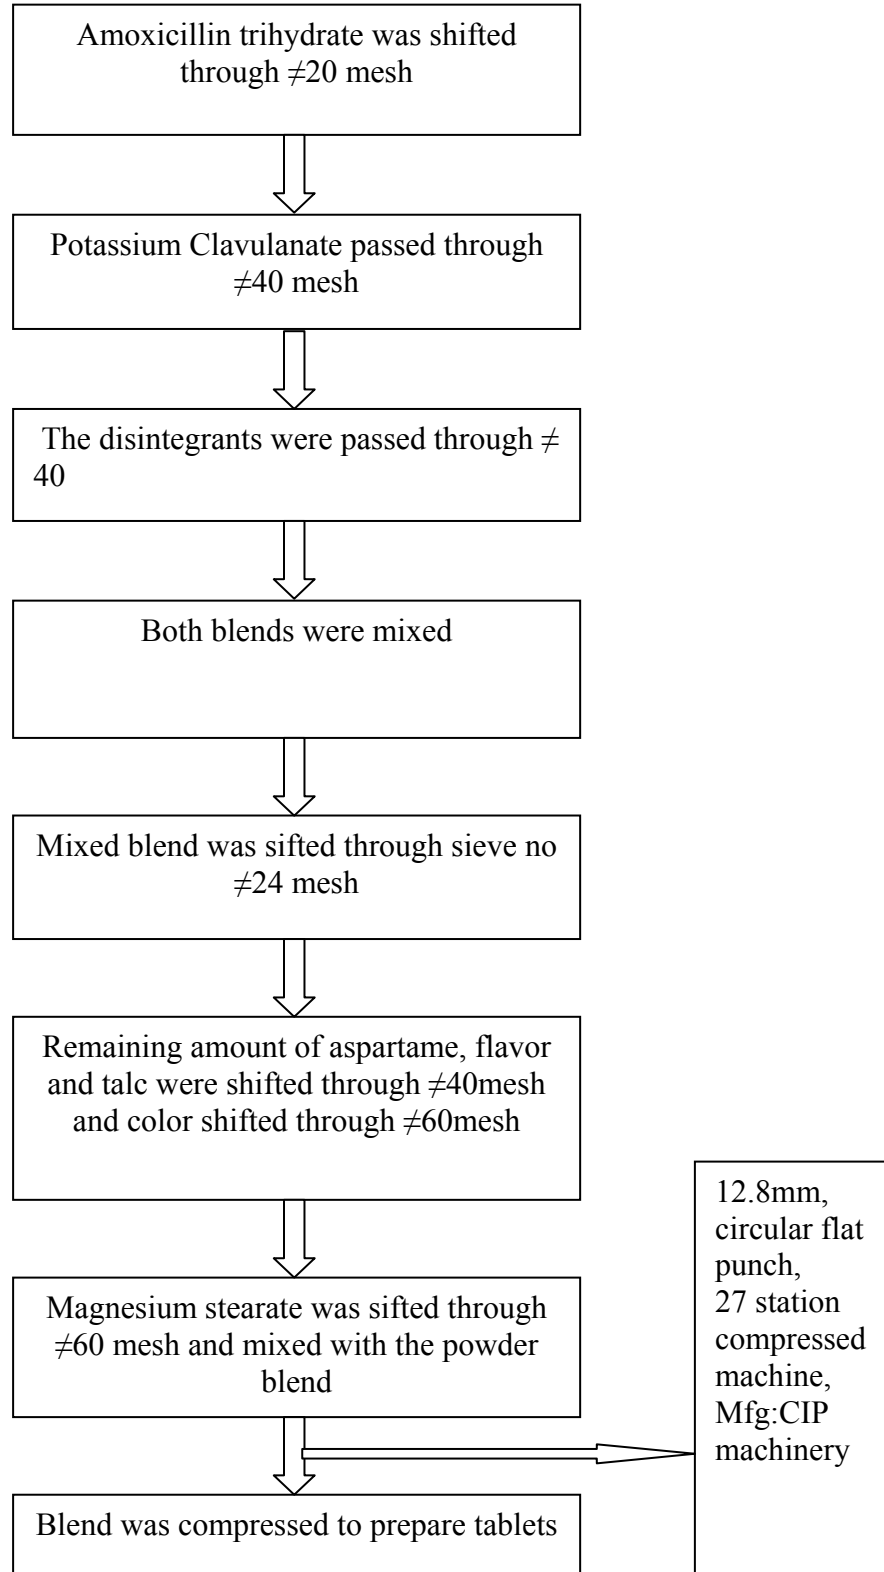 Amoxicillin trihydrate was shifted
through ≠20 mesh
Potassium Clavulanate passed through
≠40 mesh
The disintegrants were passed through ≠
40
Both blends were mixed
Mixed blend was sifted through sieve no
≠24 mesh
Remaining amount of aspartame, flavor
and talc were shifted through ≠40mesh
and color shifted through ≠60mesh
Magnesium stearate was sifted through
≠60 mesh and mixed with the powder
blend
12.8mm,
circular flat
punch,
27 station
compressed
machine,
Mfg:CIP
machinery
Blend was compressed to prepare tablets